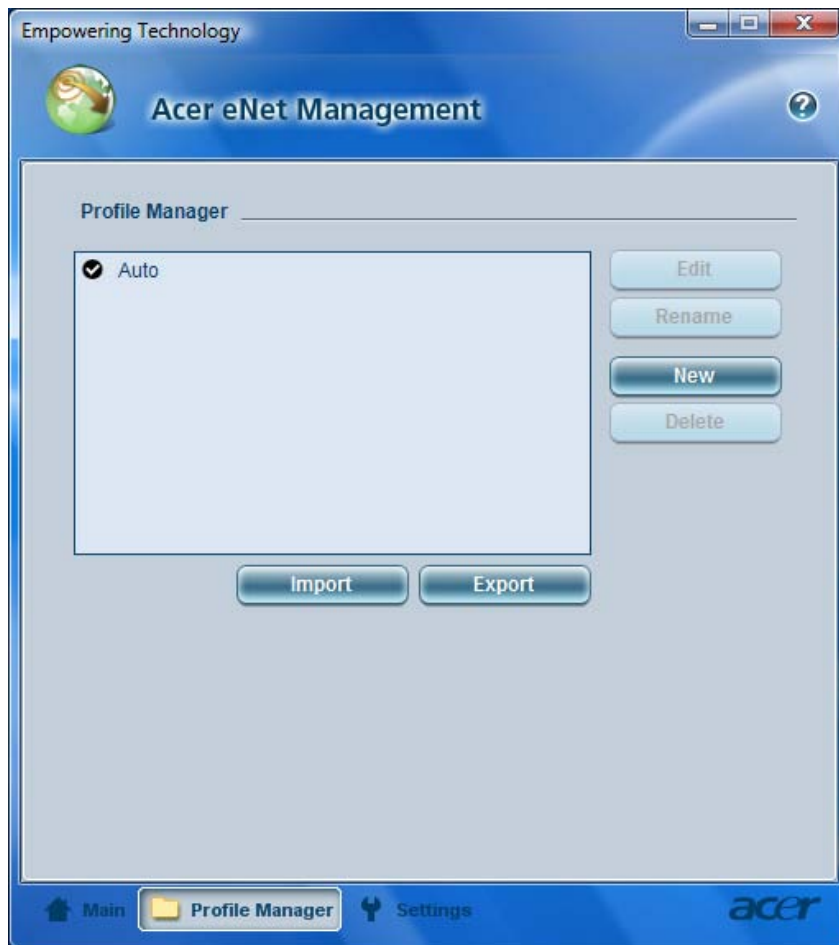 Empowering Technology
Acer eNet Management
?
Profile Manager
Auto
Edit
Rename
New
Delete
Import
Export
Main
Profile Manager
Settings
acer